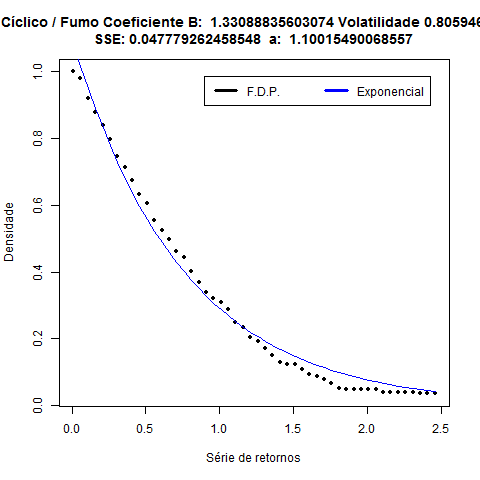 Cíclico / Fumo Coeficiente B: 1.33088835603074 Volatilidade 0.805946
SSE: 0.047779262458548 a: 1.10015490068557
F.D.P.
Exponencial
Densidade
1.0
0.8
0.6
0.4
0.2
0.0
0.0 0.5 1.0 1.5 2.0 2.5
Série de retornos